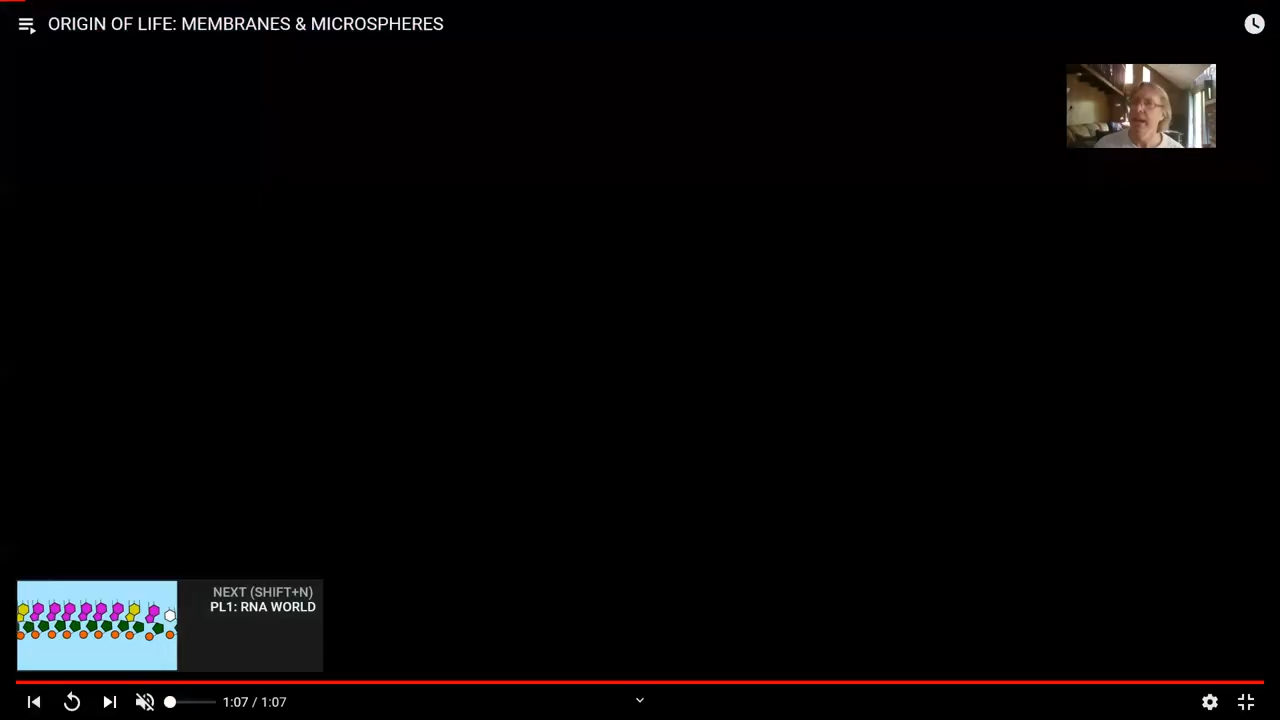 ORIGIN OF LIFE: MEMBRANES & MICROSPHERES
NEXT (SHIFT+N)
PL1: RNA WORLD
1:07 / 1:07